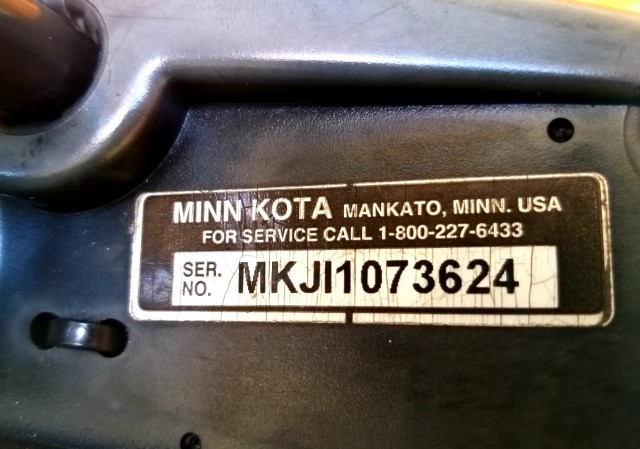 MINN KOTA MANKATO, MINN. USA
FOR SERVICE CALL 1-800-227-6433
SER. NO. MKJI1073624